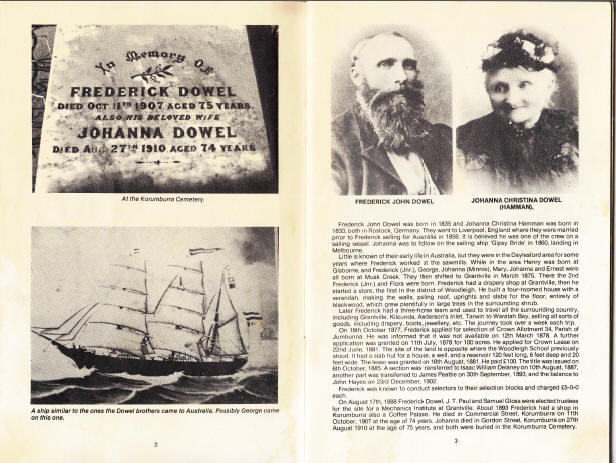 In Memory Of
FREDERICK DOWEL
DIED OCT. 11TH 1907 AGED 75 YEARS.
ALSO HIS BELOVED WIFE
JOHANNA DOWEL
DIED AUG 27TH 1910 AGED 74 YEARS
At the Korumburra Cemetery.
A ship similar to the ones the Dowel brothers came to Australia. Possibly George came
on this one.
2
FREDERICK JOHN DOWEL
JOHANNA CHRISTINA DOWEL
(HAMMAN).
Frederick John Dowel was born in 1835 and Johanna Christina Hamman was born in
1833, both in Rostock, Germany. They went to Liverpool, England where they were married
prior to Frederick sailing for Australia in 1856. It is believed he was one of the crew on a
sailing vessel. Johanna was to follow on the sailing ship 'Gipsy Bride' in 1860, landing in
Melbourne.
Little is known of their early life in Australia, but they were in the Daylesford area for some
years where Frederick worked at the sawmills. While in the area Henry was born at
Gisborne, and Frederick (Jnr.), George, Johanna (Minnie), Mary, Johanna and Ernest were
all born at Musk Creek. They then shifted to Grantville in March 1875. There the 2nd
Frederick (Jnr.) and Flora were born. Frederick had a drapery shop at Grantville, then he
started a store, the first in the district of Woodleigh. He built a four-roomed house with a
verandah, making the walls, paling roof, uprights and slabs for the floor, entirely of
blackwood, which grew plentifully in large trees in the surrounding scrub.
Later Frederick had a three-horse team and used to travel all the surrounding country,
including Grantville, Kilcunda, Anderson's Inlet, Tarwin to Waratah Bay, selling all sorts of
goods, including drapery, boots, jewellery, etc. The journey took over a week each trip.
On 18th October 1877, Frederick applied for selection of Crown Allotment 34, Parish of
Jumbunna. He was informed that it was not available on 12th March 1878. A further
application was granted on 11th July, 1878 for 100 acres. He applied for Crown Lease on
22nd June, 1881. The site of the land is opposite where the Woodleigh School previously
stood. It had a slab hut for a house, a well, and a reservoir 120 feet long, 6 feet deep and 20
feet wide. The lease was granted on 18th August, 1881. He paid £100. The title was issued on
6th October, 1885. A section was transferred to Isaac William Delaney on 10th August, 1887,
another part was transferred to James Peattie on 30th September, 1893, and the balance to
John Hayes on 23rd December, 1902.
Frederick was known to conduct selectors to their selection blocks and charged £5-0-0
each.
On August 17th, 1888 Frederick Dowel, J. T. Paul and Samuel Gloss were elected trustees
for the site for a Mechanics Institute at Grantville. About 1893 Frederick had a shop in
Korumburra also a Coffee Palace. He died in Commercial Street, Korumburra on 11th
October, 1907 at the age of 74 years. Johanna died in Gordon Street, Korumburra on 27th
August 1910 at the age of 75 years, and both were buried in the Korumburra Cemetery.
3